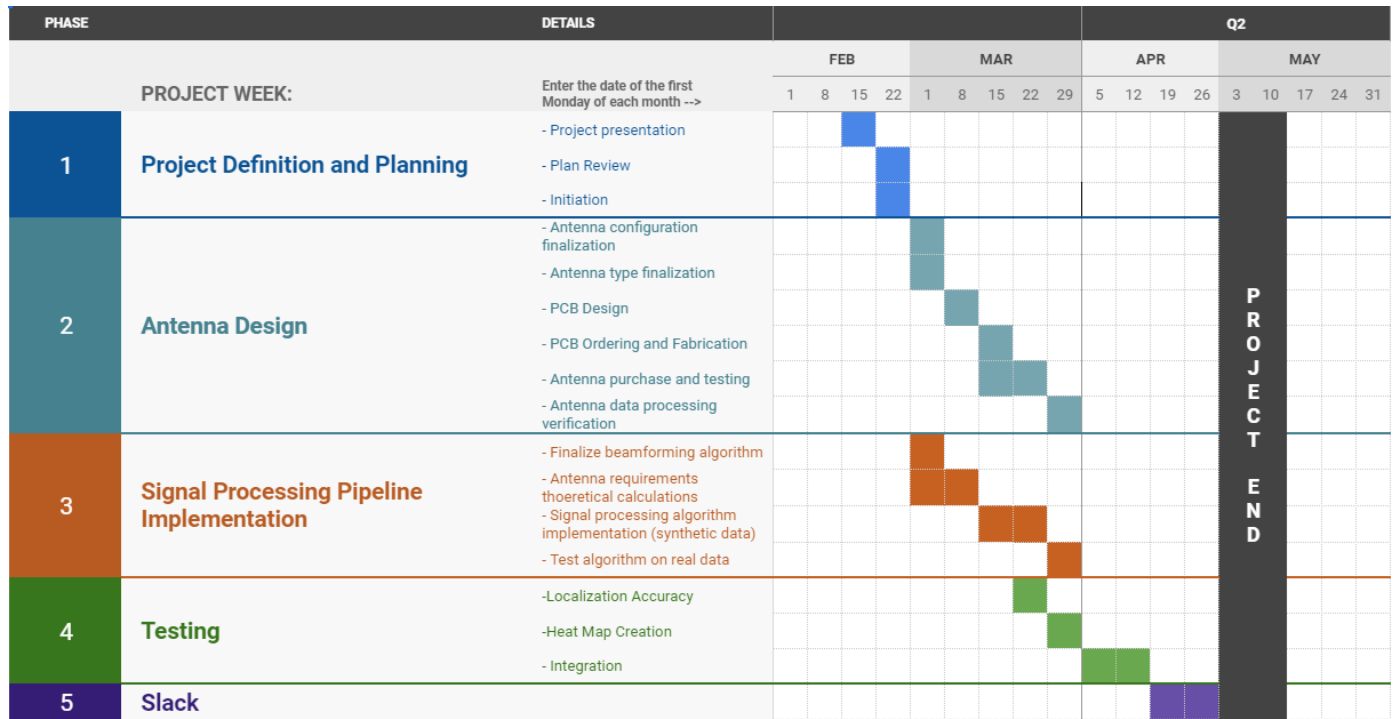 PHASE DETAILS Q2
FEB MAR APR MAY
PROJECT WEEK: Enter the date of the first
Monday of each month --> 1 8 15 22 1 8 15 22 29 5 12 19 26 3 10 17 24 31
1 Project Definition and Planning
- Project presentation
- Plan Review
- Initiation
2 Antenna Design
- Antenna configuration
finalization
- Antenna type finalization
- PCB Design
- PCB Ordering and Fabrication
- Antenna purchase and testing
- Antenna data processing
verification
3 Signal Processing Pipeline
Implementation
- Finalize beamforming algorithm
- Antenna requirements
thoeretical calculations
- Signal processing algorithm
implementation (synthetic data)
- Test algorithm on real data
4 Testing
-Localization Accuracy
-Heat Map Creation
- Integration
5 Slack
PROJECT END